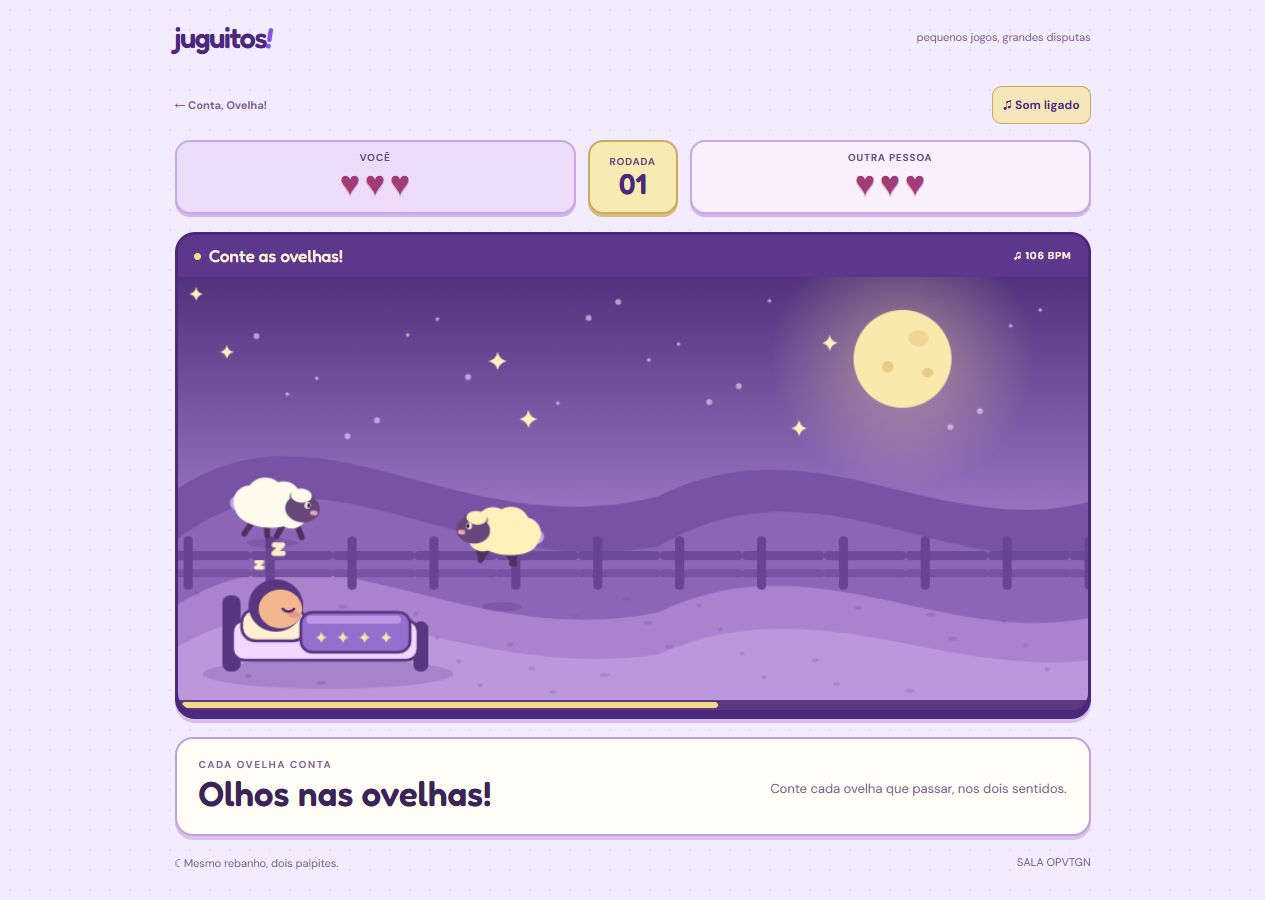 juguitos!
pequenos jogos, grandes disputas
← Conta, Ovelha!
♫ Som ligado
VOCÊ
♥♥♥
RODADA
01
OUTRA PESSOA
♥♥♥
Conte as ovelhas!
♫ 106 BPM
z
z
CADA OVELHA CONTA
Olhos nas ovelhas!
Conte cada ovelha que passar, nos dois sentidos.
☾ Mesmo rebanho, dois palpites.
SALA OPVTGN